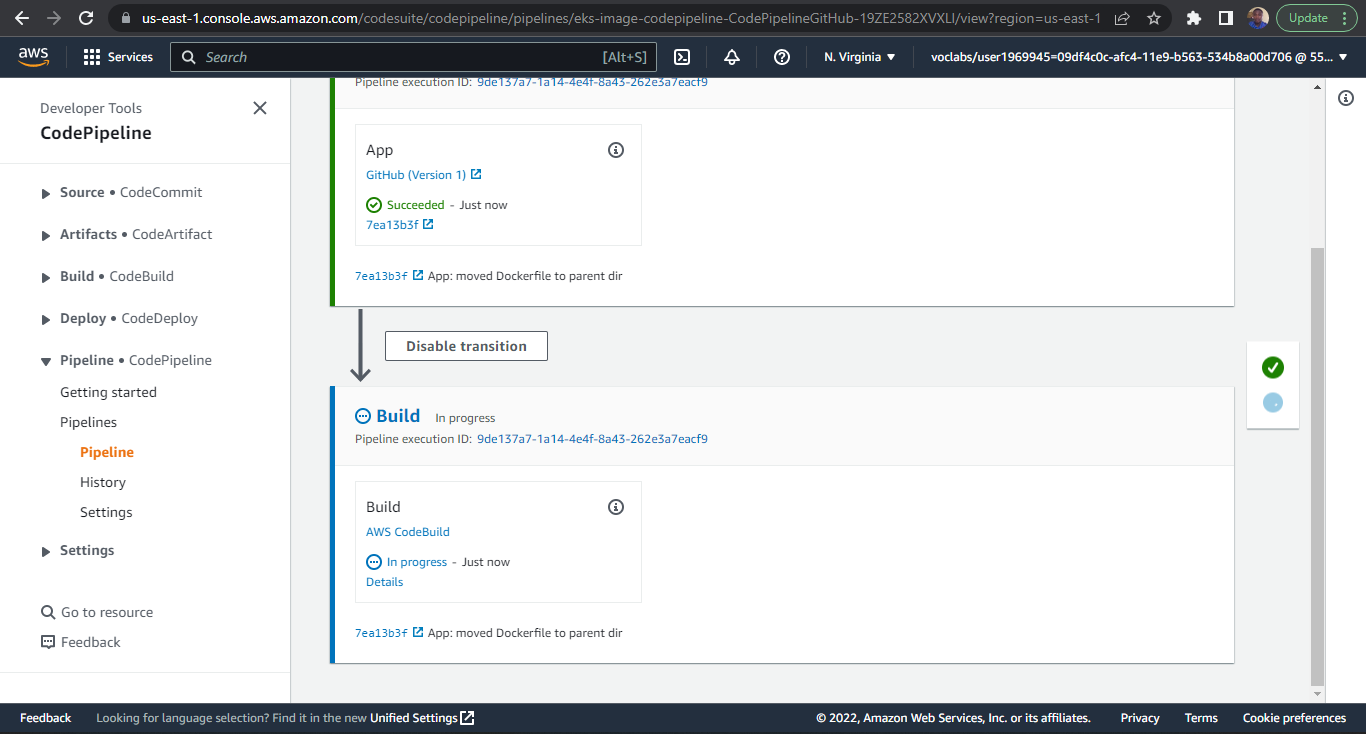 us-east-1.console.aws.amazon.com/codesuite/codepipeline/pipelines/eks-image-codepipeline-CodePipelineGitHub-19ZE2582XVXLI/view?region=us-east-1
Update
aws
Services
Search
[Alt+S]
N. Virginia
voclabs/user1969945=09df4c0c-afc4-11e9-b563-534b8a00d706 @ 55...
Developer Tools
CodePipeline
Source • CodeCommit
Artifacts • CodeArtifact
Build • CodeBuild
Deploy • CodeDeploy
Pipeline • CodePipeline
Getting started
Pipelines
Pipeline
History
Settings
Settings
Go to resource
Feedback
Pipeline execution ID: 9de137a7-1a14-4e4f-8a43-262e3a7eacf9
App
GitHub (Version 1)
Succeeded - Just now
7ea13b3f
7ea13b3f App: moved Dockerfile to parent dir
Disable transition
Build In progress
Pipeline execution ID: 9de137a7-1a14-4e4f-8a43-262e3a7eacf9
Build
AWS CodeBuild
In progress - Just now
Details
7ea13b3f App: moved Dockerfile to parent dir
Feedback
Looking for language selection? Find it in the new Unified Settings
© 2022, Amazon Web Services, Inc. or its affiliates.
Privacy
Terms
Cookie preferences